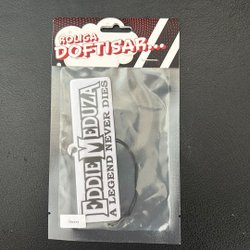 ROLIGA
DOFTISAR...
EDDIE MEDUZA
A LEGEND NEVER DIES